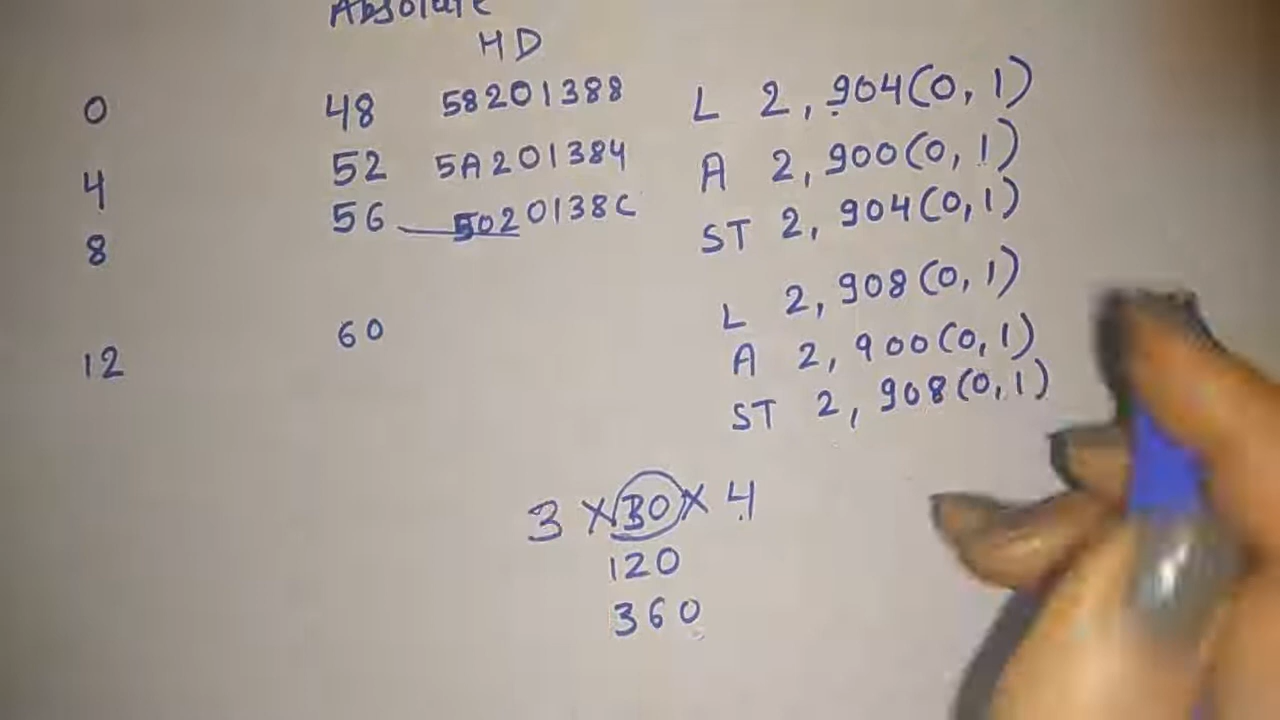 Absolute
HD
0 48 58201388 L 2, 904(0, 1)
4 52 5A201384 A 2, 900(0, 1)
8 56 5020138C ST 2, 904(0,1)
L 2, 908(0, 1)
12 60 A 2, 900(0, 1)
ST 2, 908(0,1)
3 × 30 × 4
120
360